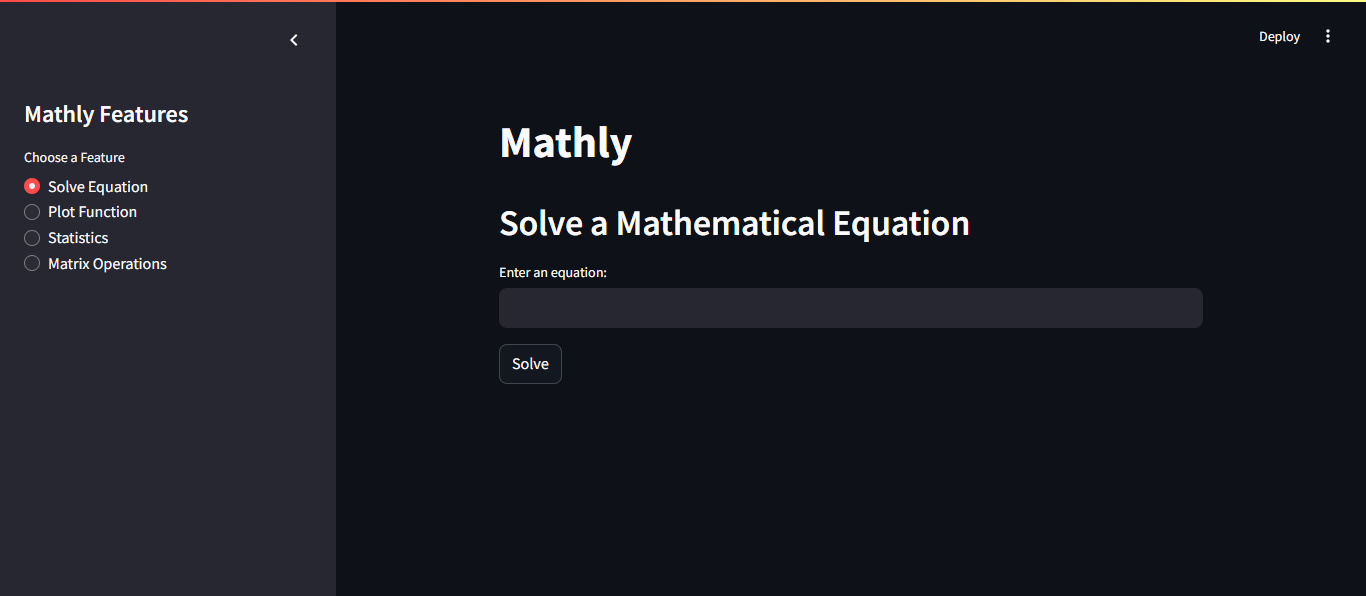 Deploy
Mathly Features
Choose a Feature
Solve Equation
Plot Function
Statistics
Matrix Operations
Mathly
Solve a Mathematical Equation
Enter an equation:
Solve